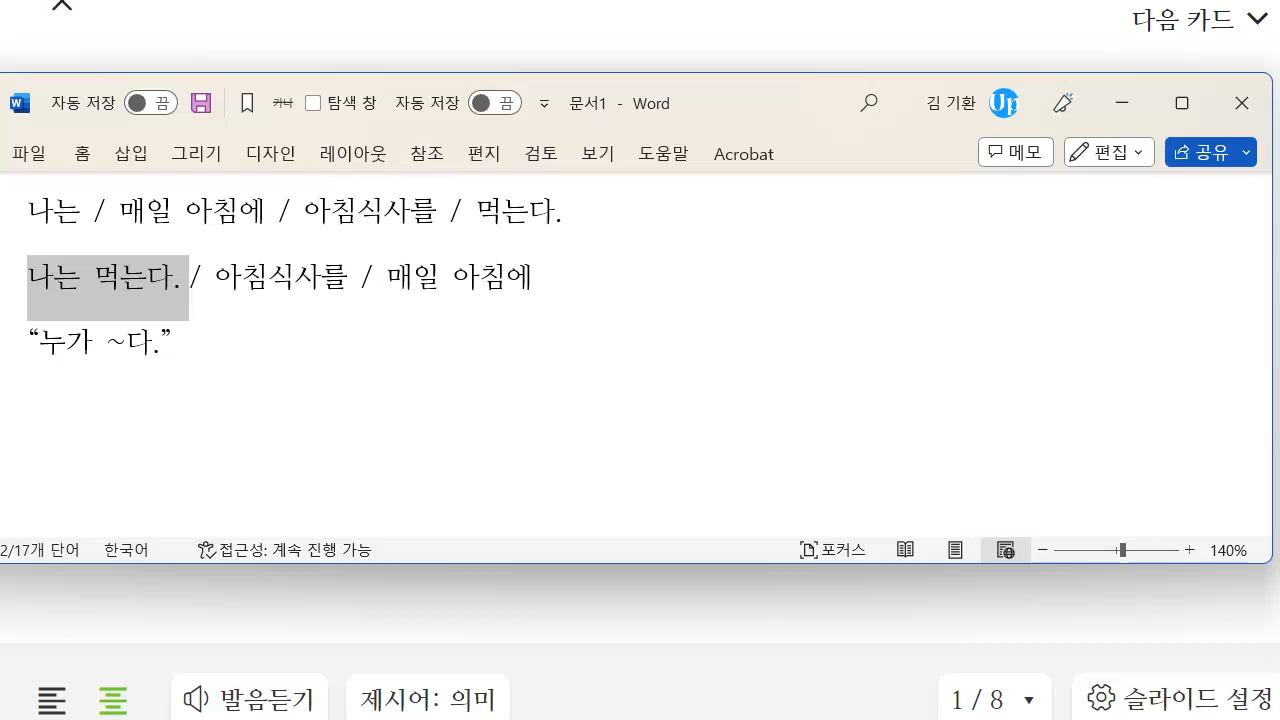 다음 카드
자동 저장 끔 가나 탐색 창 자동 저장 끔 문서1 - Word 김 기환 Up
파일 홈 삽입 그리기 디자인 레이아웃 참조 편지 검토 보기 도움말 Acrobat 메모 편집 공유
나는 / 매일 아침에 / 아침식사를 / 먹는다.
나는 먹는다. / 아침식사를 / 매일 아침에
“누가 ~다.”
2/17개 단어 한국어 접근성: 계속 진행 가능 포커스 140%
발음듣기 제시어: 의미 1 / 8 슬라이드 설정